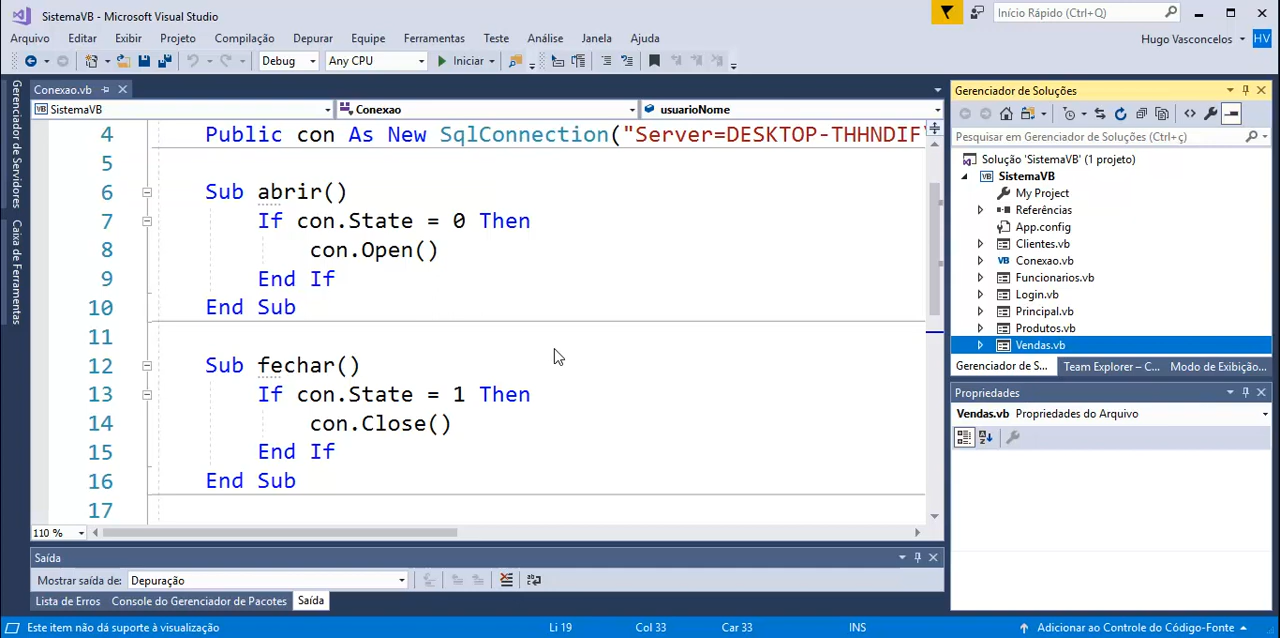 SistemaVB - Microsoft Visual Studio
Início Rápido (Ctrl+Q)
Arquivo Editar Exibir Projeto Compilação Depurar Equipe Ferramentas Teste Análise Janela Ajuda
Hugo Vasconcelos HV
Debug Any CPU Iniciar
Gerenciador de Servidores
Caixa de Ferramentas
Conexao.vb
SistemaVB Conexao usuarioNome
4 Public con As New SqlConnection("Server=DESKTOP-THHNDIF
5
6 Sub abrir()
7 If con.State = 0 Then
8 con.Open()
9 End If
10 End Sub
11
12 Sub fechar()
13 If con.State = 1 Then
14 con.Close()
15 End If
16 End Sub
17
110 %
Saída
Mostrar saída de: Depuração
Lista de Erros Console do Gerenciador de Pacotes Saída
Gerenciador de Soluções
Pesquisar em Gerenciador de Soluções (Ctrl+ç)
Solução 'SistemaVB' (1 projeto)
SistemaVB
My Project
Referências
App.config
Clientes.vb
Conexao.vb
Funcionarios.vb
Login.vb
Principal.vb
Produtos.vb
Vendas.vb
Gerenciador de S... Team Explorer – C... Modo de Exibição...
Propriedades
Vendas.vb Propriedades do Arquivo
Este item não dá suporte à visualização Li 19 Col 33 Car 33 INS Adicionar ao Controle do Código-Fonte